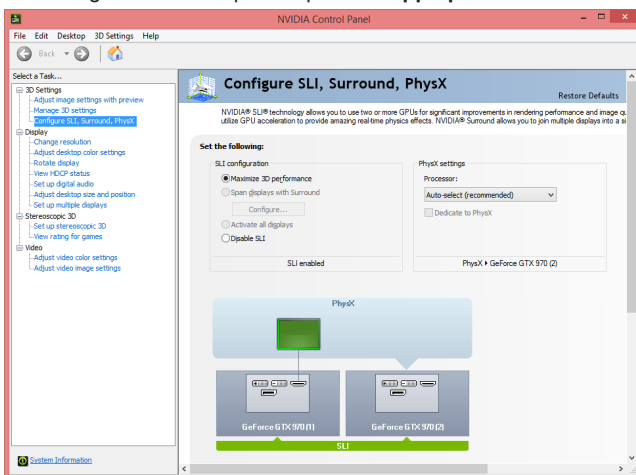 NVIDIA Control Panel
File Edit Desktop 3D Settings Help
Back
Select a Task...
3D Settings
Adjust image settings with preview
Manage 3D settings
Configure SLI, Surround, PhysX
Display
Change resolution
Adjust desktop color settings
Rotate display
View HDCP status
Set up digital audio
Adjust desktop size and position
Set up multiple displays
Stereoscopic 3D
Set up stereoscopic 3D
View rating for games
Video
Adjust video color settings
Adjust video image settings
System Information
Configure SLI, Surround, PhysX
Restore Defaults
NVIDIA® SLI® technology allows you to use two or more GPUs for significant improvements in rendering performance and image qu
utilize GPU acceleration to provide amazing real-time physics effects. NVIDIA® Surround allows you to join multiple displays into a si
Set the following:
SLI configuration
Maximize 3D performance
Span displays with Surround
Configure...
Activate all displays
Disable SLI
SLI enabled
PhysX settings
Processor:
Auto-select (recommended)
Dedicate to PhysX
PhysX ▸ GeForce GTX 970 (2)
PhysX
GeForce GTX 970 (1)
GeForce GTX 970 (2)
SLI